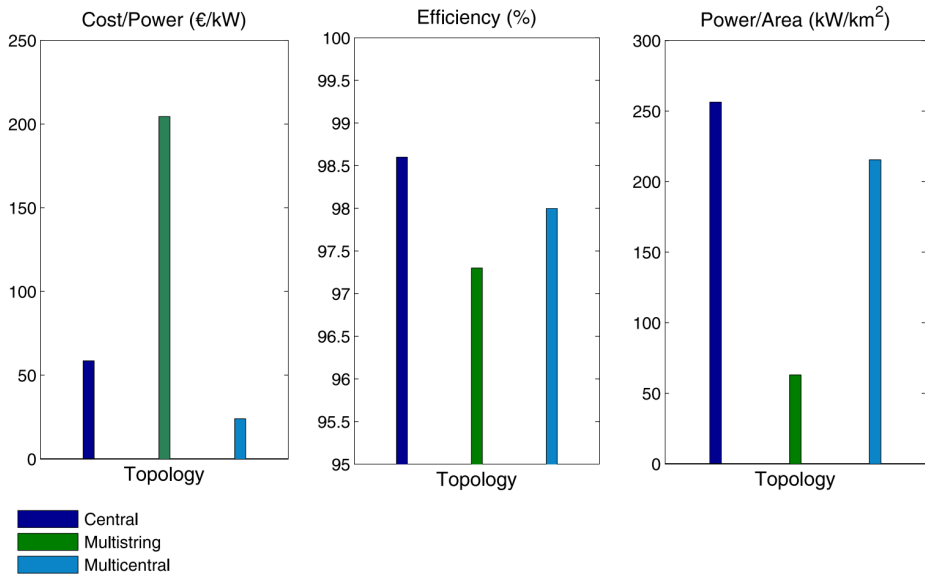 Cost/Power (€/kW)
250
200
150
100
50
0
Topology
Efficiency (%)
100
99.5
99
98.5
98
97.5
97
96.5
96
95.5
95
Topology
Power/Area (kW/km²)
300
250
200
150
100
50
0
Topology
Central
Multistring
Multicentral